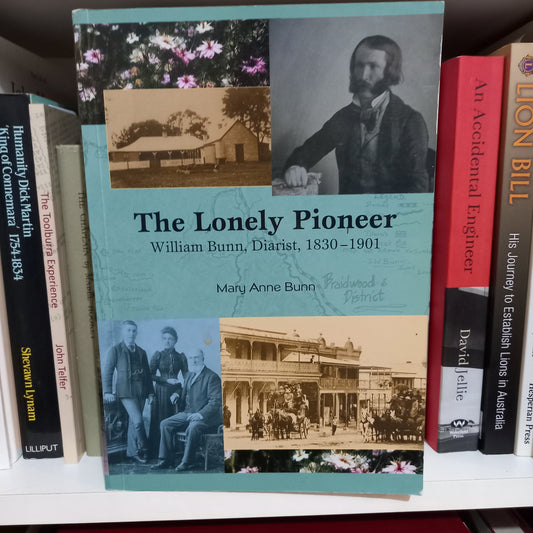 The Lonely Pioneer
William Bunn, Diarist, 1830–1901
Mary Anne Bunn
Braidwood &
District
Humanity Dick Martin
'King of Connemara' 1754-1834
Shevawn Lynam
LILLIPUT
The Toolburra Experience
John Telfer
An Accidental Engineer
David Jellie
LION BILL
His Journey to Establish Lions in Australia
Hesperian Press